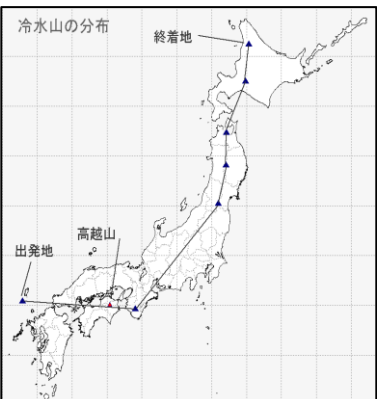 冷水山の分布
終着地
高越山
出発地